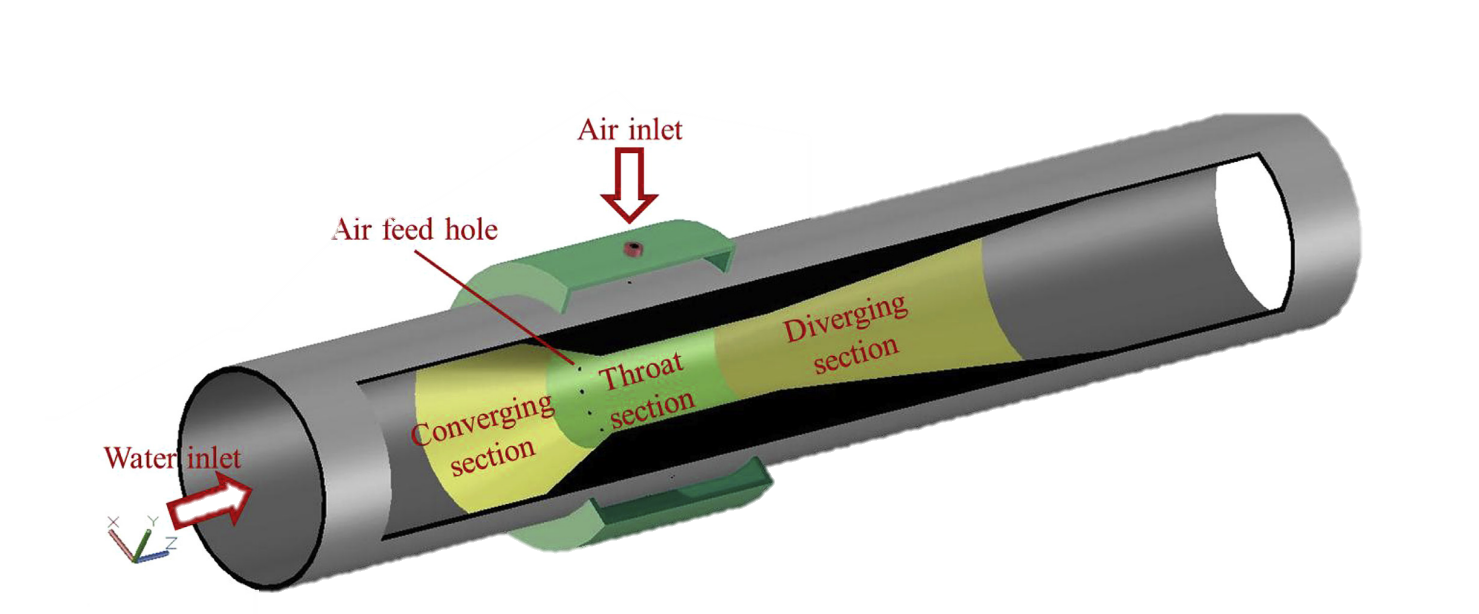 Air inlet
Air feed hole
Diverging
section
Throat
section
Converging
section
Water inlet
X
Y
Z